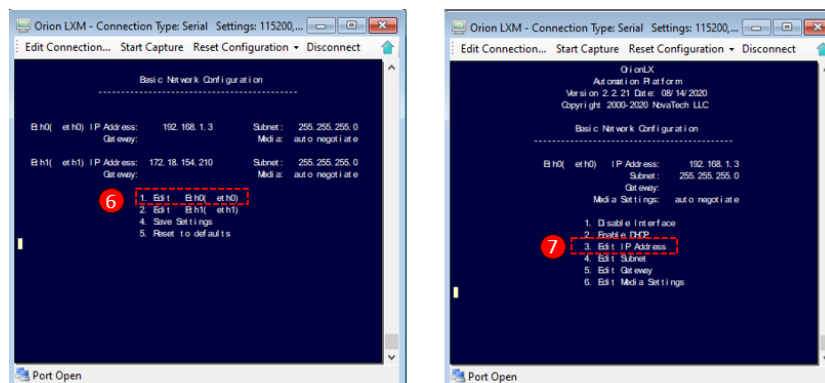 Orion LXM - Connection Type: Serial Settings: 115200,...
Edit Connection... Start Capture Reset Configuration Disconnect
Basic Network Configuration
Eth0( eth0) IP Address: 192.168.1.3 Subnet: 255.255.255.0
Gateway: Media: auto negotiate
Eth1( eth1) IP Address: 172.18.154.210 Subnet: 255.255.255.0
Gateway: Media: auto negotiate
6
1. Edit Eth0( eth0)
2. Edit Eth1( eth1)
4. Save Settings
5. Reset to defaults
Port Open
Orion LXM - Connection Type: Serial Settings: 115200,...
Edit Connection... Start Capture Reset Configuration Disconnect
OrionLX
Automation Platform
Version 2.2.21 Date: 08/14/2020
Copyright 2000-2020 NovaTech LLC
Basic Network Configuration
Eth0( eth0) IP Address: 192.168.1.3
Subnet: 255.255.255.0
Gateway:
Media Settings: auto negotiate
1. Disable Interface
2. Enable DHCP
7
3. Edit IP Address
4. Edit Subnet
5. Edit Gateway
6. Edit Media Settings
Port Open